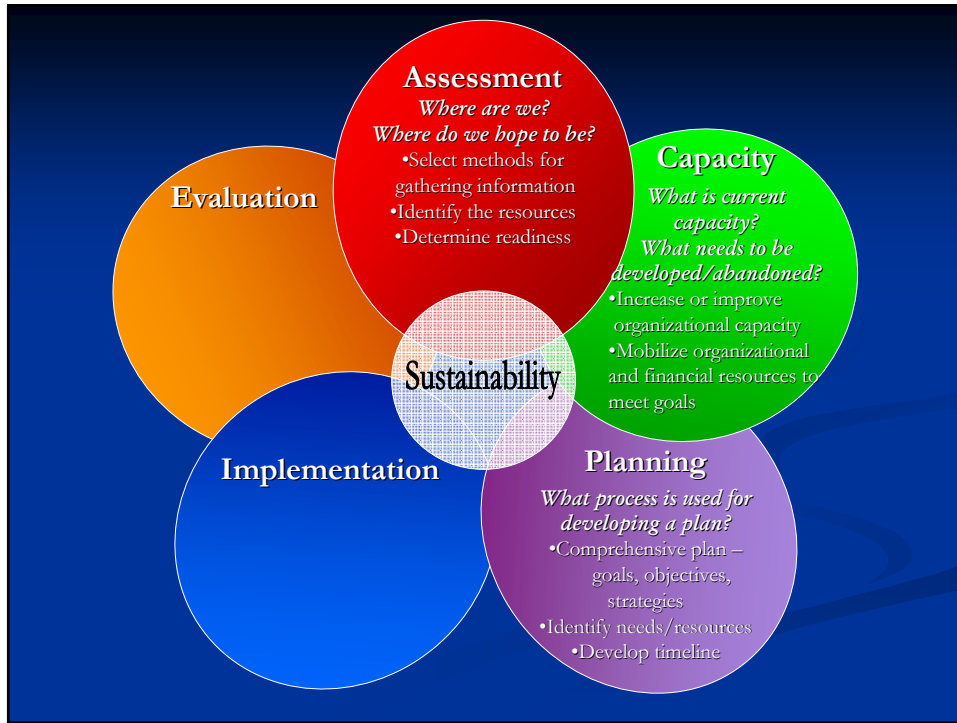 Assessment
Where are we?
Where do we hope to be?
•Select methods for
gathering information
•Identify the resources
•Determine readiness
Capacity
What is current
capacity?
What needs to be
developed/abandoned?
•Increase or improve
organizational capacity
•Mobilize organizational
and financial resources to
meet goals
Planning
What process is used for
developing a plan?
•Comprehensive plan –
goals, objectives,
strategies
•Identify needs/resources
•Develop timeline
Implementation
Evaluation
Sustainability